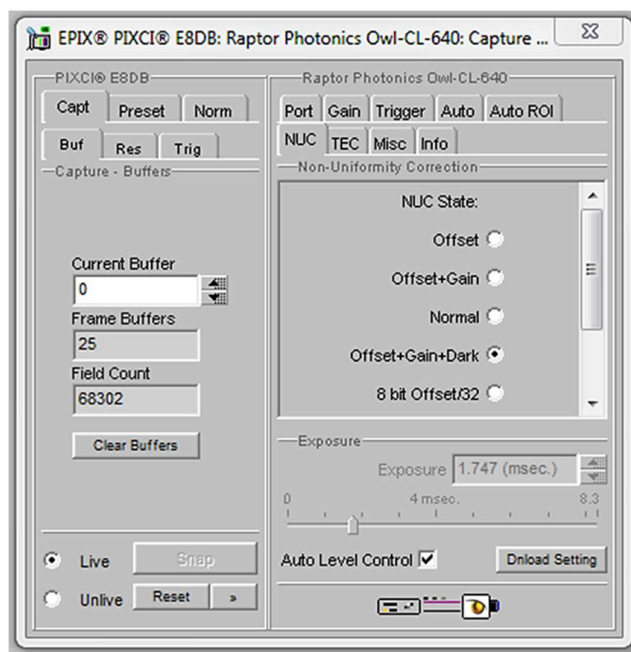 EPIX® PIXCI® E8DB: Raptor Photonics Owl-CL-640: Capture ...
PIXCI® E8DB
Capt Preset Norm
Buf Res Trig
Capture - Buffers
Current Buffer
0
Frame Buffers
25
Field Count
68302
Clear Buffers
Live Snap
Unlive Reset »
Raptor Photonics Owl-CL-640
Port Gain Trigger Auto Auto ROI
NUC TEC Misc Info
Non-Uniformity Correction
NUC State:
Offset
Offset+Gain
Normal
Offset+Gain+Dark
8 bit Offset/32
Exposure
Exposure 1.747 (msec.)
0 4 msec. 8.3
Auto Level Control Dnload Setting